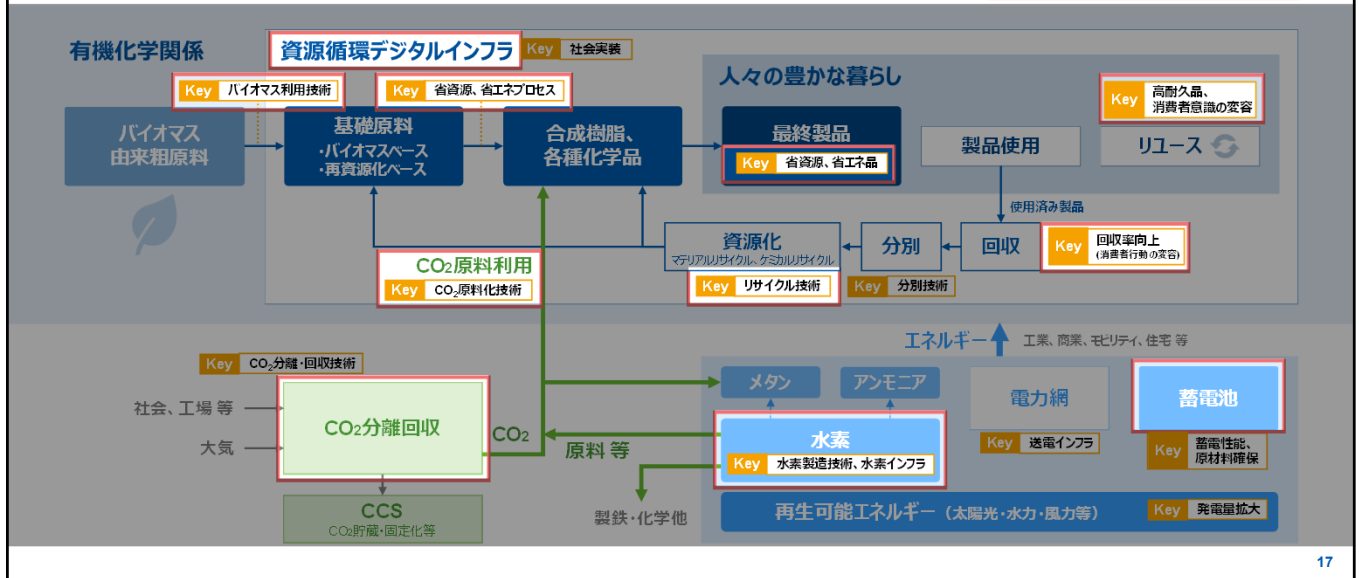 有機化学関係
資源循環デジタルインフラ
Key 社会実装
Key バイオマス利用技術
Key 省資源、省エネプロセス
人々の豊かな暮らし
Key 高耐久品、
消費者意識の変容
バイオマス
由来粗原料
基礎原料
・バイオマスベース
・再資源化ベース
合成樹脂、
各種化学品
最終製品
Key 省資源、省エネ品
製品使用
リユース
使用済み製品
資源化
マテリアルリサイクル、ケミカルリサイクル
分別
回収
Key 回収率向上
(消費者行動の変容)
CO₂原料利用
Key CO₂原料化技術
Key リサイクル技術
Key 分別技術
エネルギー
工業、商業、モビリティ、住宅 等
Key CO₂分離・回収技術
社会、工場 等
大気
CO₂分離回収
CO₂
原料 等
メタン
アンモニア
電力網
蓄電池
水素
Key 水素製造技術、水素インフラ
Key 送電インフラ
Key 蓄電性能、
原材料確保
CCS
CO₂貯蔵・固定化等
製鉄・化学他
再生可能エネルギー（太陽光・水力・風力等）
Key 発電量拡大
17